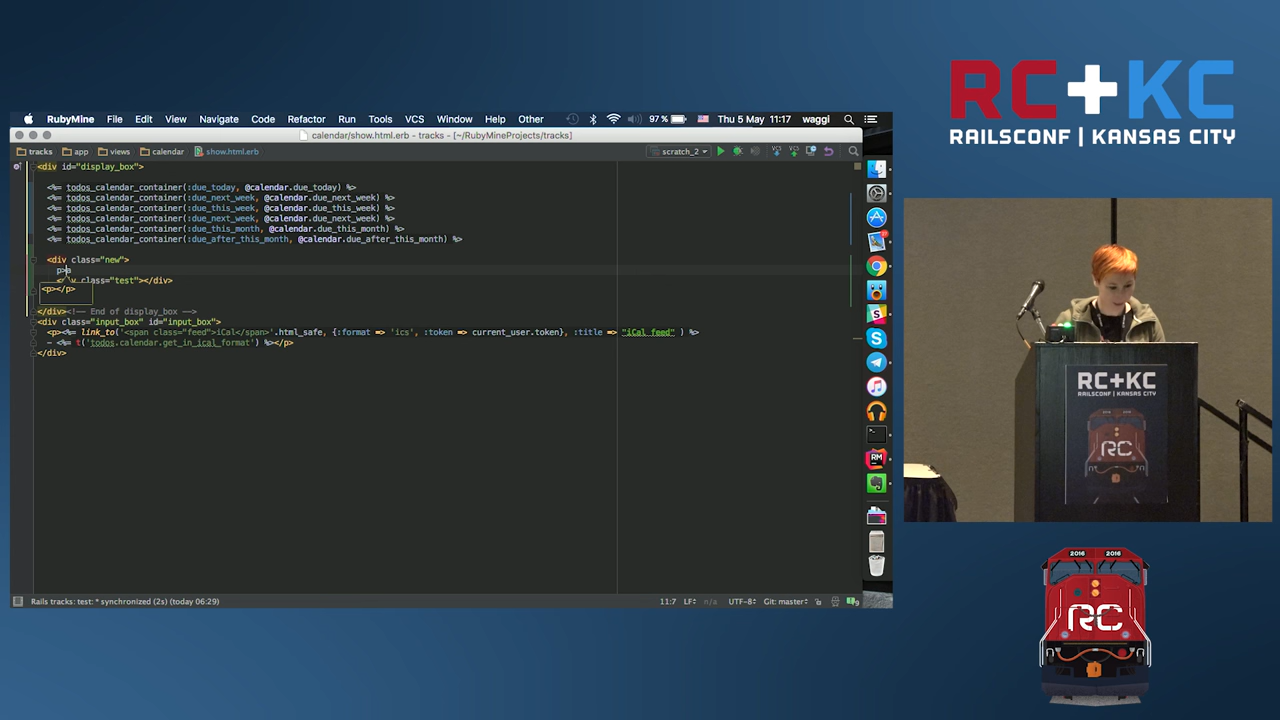 RubyMine File Edit View Navigate Code Refactor Run Tools VCS Window Help Other 97% Thu 5 May 11:17 waggi
calendar/show.html.erb - tracks - [~/RubyMineProjects/tracks]
tracks app views calendar show.html.erb scratch_2
<div id="display_box">
<%= todos_calendar_container(:due_today, @calendar.due_today) %>
<%= todos_calendar_container(:due_next_week, @calendar.due_next_week) %>
<%= todos_calendar_container(:due_this_week, @calendar.due_this_week) %>
<%= todos_calendar_container(:due_next_week, @calendar.due_next_week) %>
<%= todos_calendar_container(:due_this_month, @calendar.due_this_month) %>
<%= todos_calendar_container(:due_after_this_month, @calendar.due_after_this_month) %>
<div class="new">
p>a
v class="test"></div>
<p></p>
</div><!-- End of display_box -->
<div class="input_box" id="input_box">
<p><%= link_to('<span class="feed">iCal</span>'.html_safe, {:format => 'ics', :token => current_user.token}, :title => "iCal feed" ) %>
- <%= t('todos.calendar.get_in_ical_format') %></p>
</div>
Rails tracks: test: * synchronized (2s) (today 06:29) 11:7 LF n/a UTF-8 Git: master
RC+KC
RAILSCONF | KANSAS CITY
RC+KC
RAILSCONF | KANSAS CITY
RC
2016 2016
RC